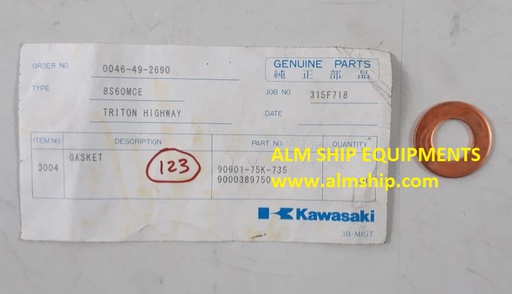 GENUINE PARTS
純正部品
ORDER NO. 0046-49-2690
TYPE 8S60MCE
JOB NO. 315F718
TRITON HIGHWAY
ITEM NO. DESCRIPTION PART NO. QUANTITY
0004 GASKET 90901-75K-735
9000389750
123
ALM SHIP EQUIPMENTS
www.almship.com
Kawasaki